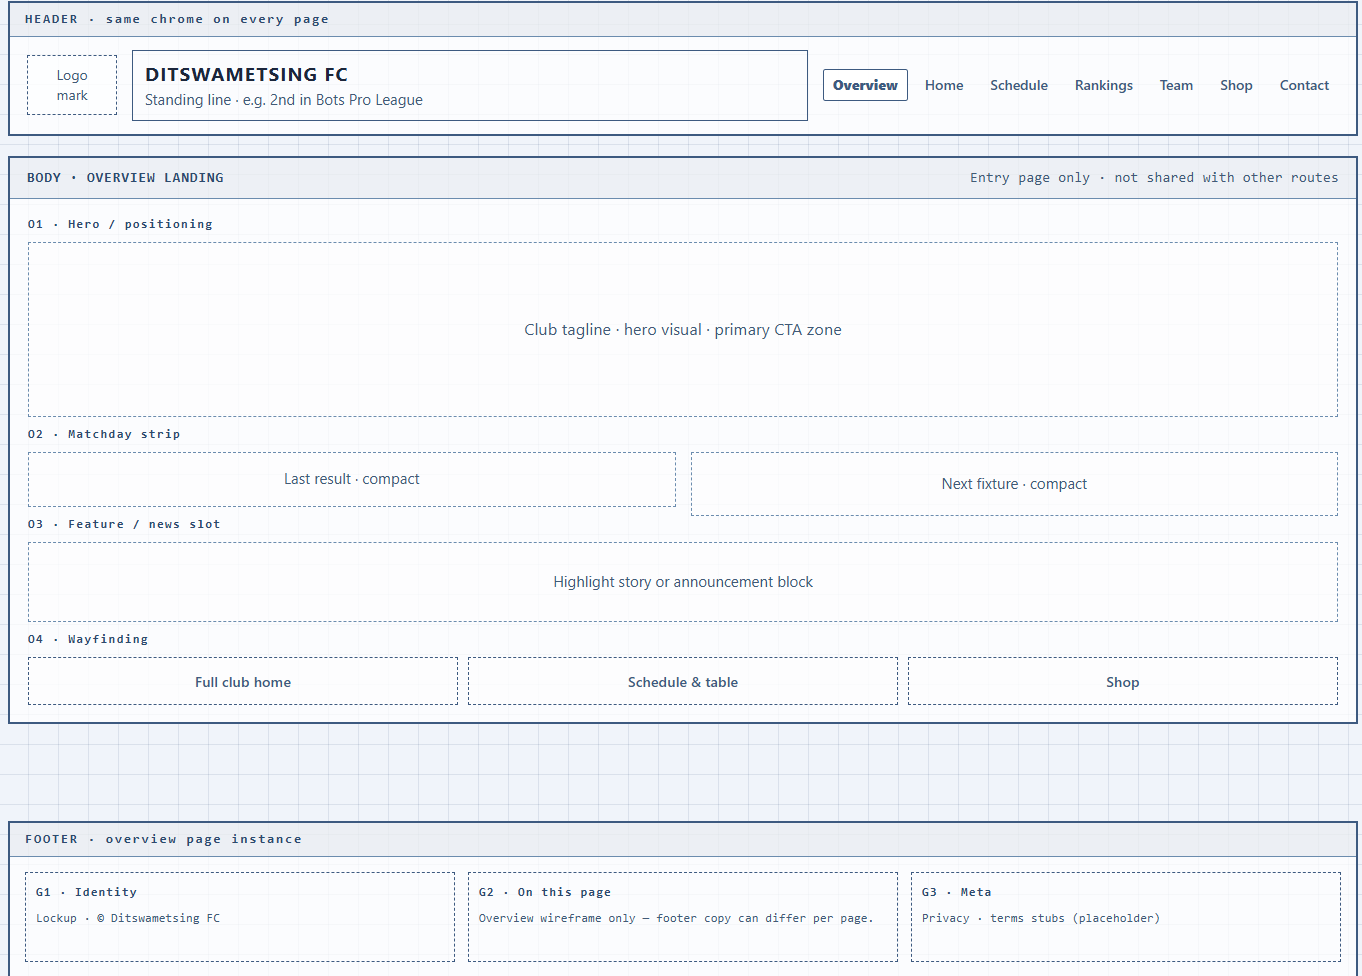 HEADER · same chrome on every page
Logo
mark
DITSWAMETSING FC
Standing line · e.g. 2nd in Bots Pro League
Overview Home Schedule Rankings Team Shop Contact
BODY · OVERVIEW LANDING
Entry page only · not shared with other routes
O1 · Hero / positioning
Club tagline · hero visual · primary CTA zone
O2 · Matchday strip
Last result · compact
Next fixture · compact
O3 · Feature / news slot
Highlight story or announcement block
O4 · Wayfinding
Full club home
Schedule & table
Shop
FOOTER · overview page instance
G1 · Identity
Lockup · © Ditswametsing FC
G2 · On this page
Overview wireframe only — footer copy can differ per page.
G3 · Meta
Privacy · terms stubs (placeholder)